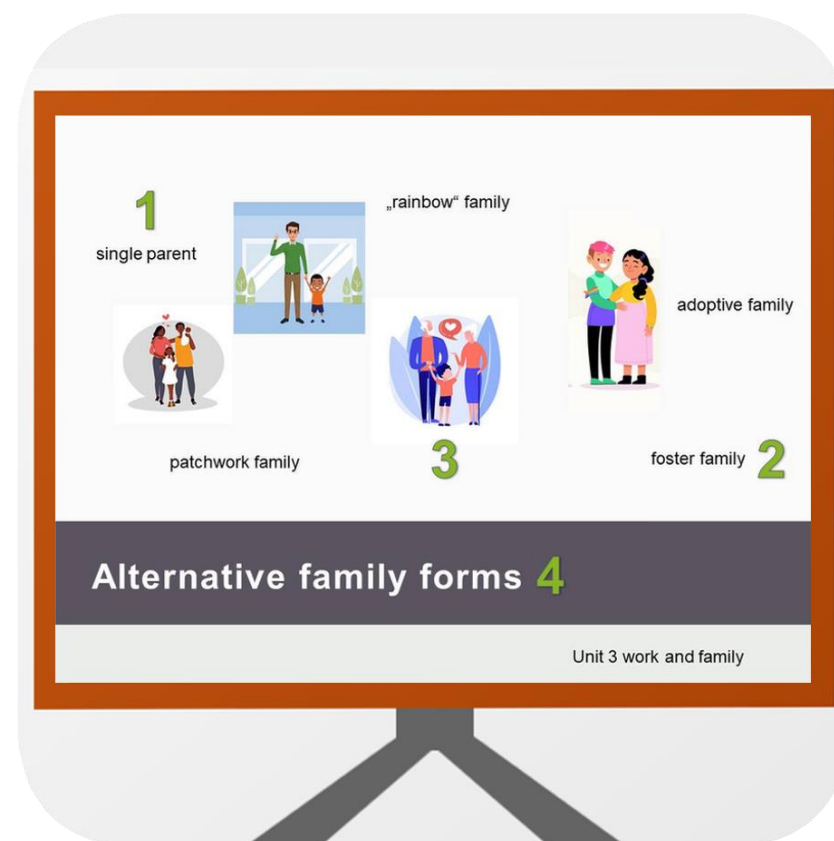 1
single parent
„rainbow“ family
adoptive family
patchwork family
3
foster family 2
Alternative family forms 4
Unit 3 work and family